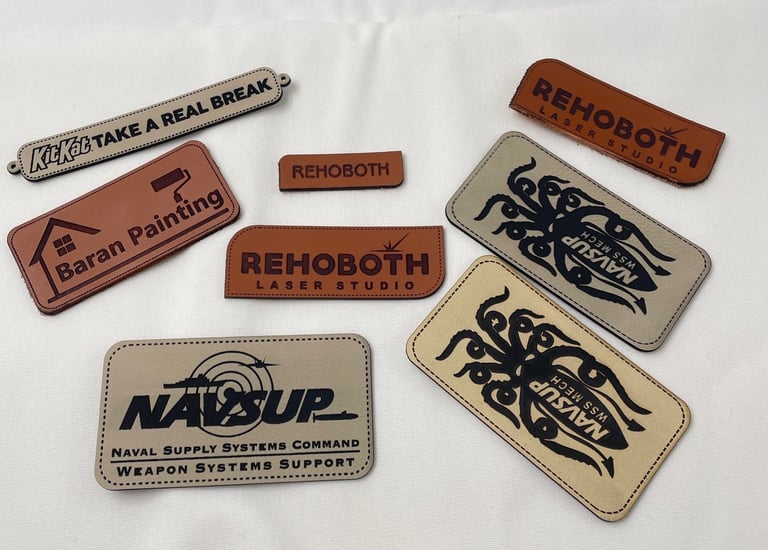 KitKat TAKE A REAL BREAK
Baran Painting
REHOBOTH
REHOBOTH
LASER STUDIO
REHOBOTH
LASER STUDIO
NAVSUP
WSS MECH
NAVSUP
WSS MECH
NAVSUP
NAVAL SUPPLY SYSTEMS COMMAND
WEAPON SYSTEMS SUPPORT